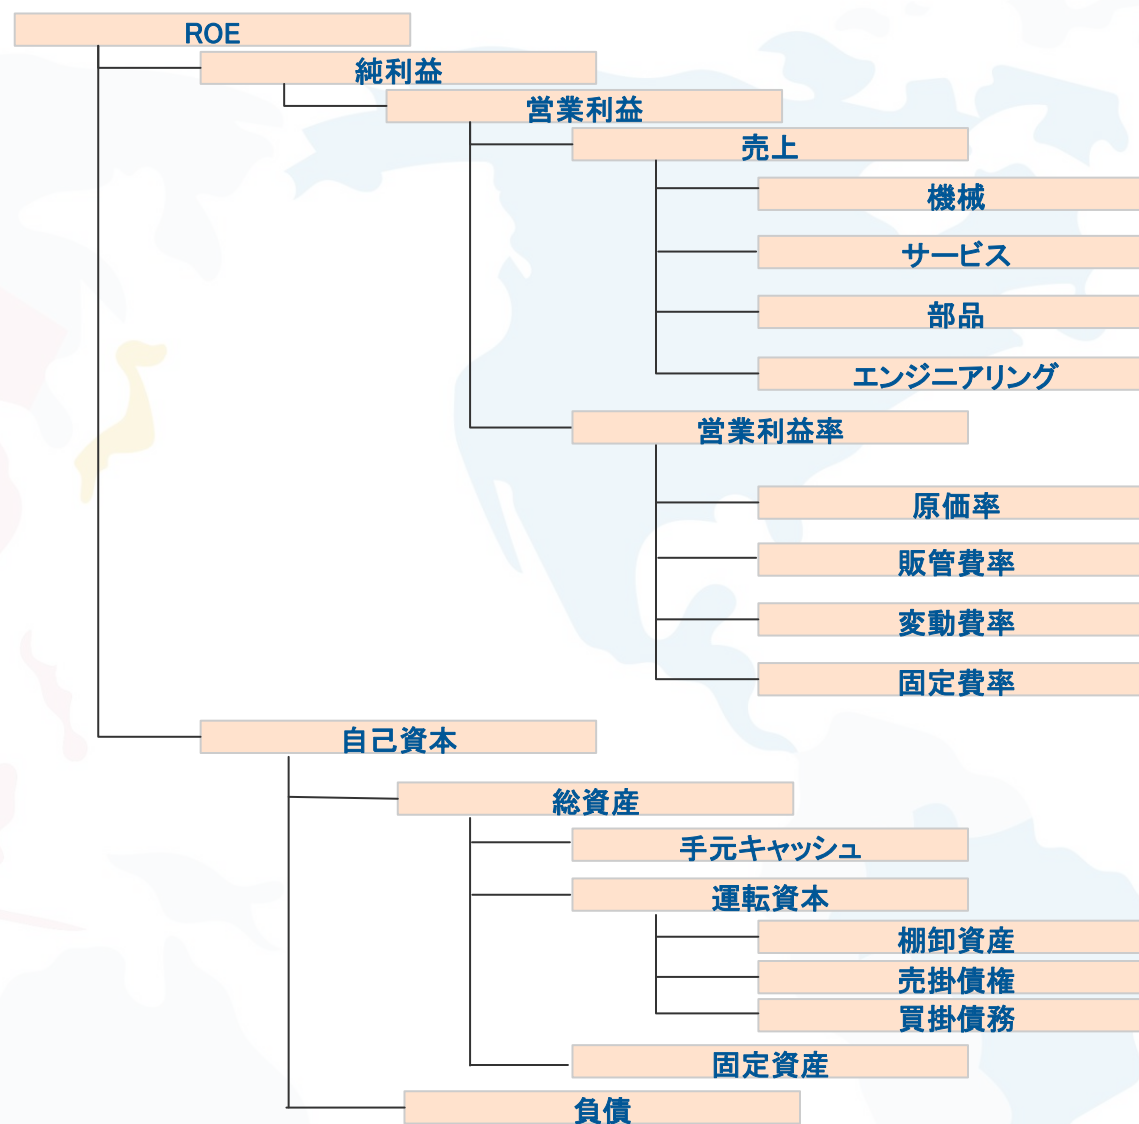 ROE
純利益
営業利益
売上
機械
サービス
部品
エンジニアリング
営業利益率
原価率
販管費率
変動費率
固定費率
自己資本
総資産
手元キャッシュ
運転資本
棚卸資産
売掛債権
買掛債務
固定資産
負債